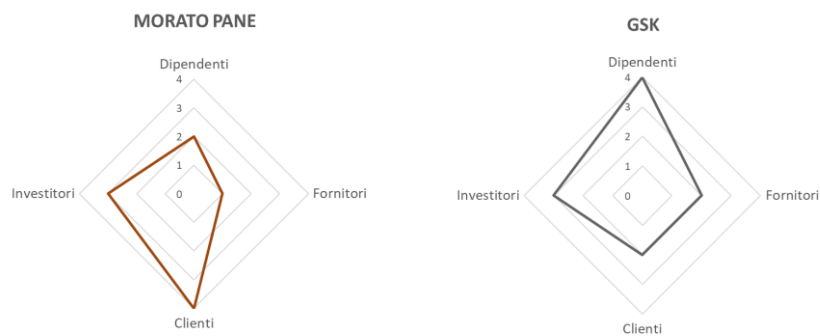 MORATO PANE
Dipendenti
4
3
2
1
0
Investitori
Fornitori
Clienti
GSK
Dipendenti
4
3
2
1
0
Investitori
Fornitori
Clienti